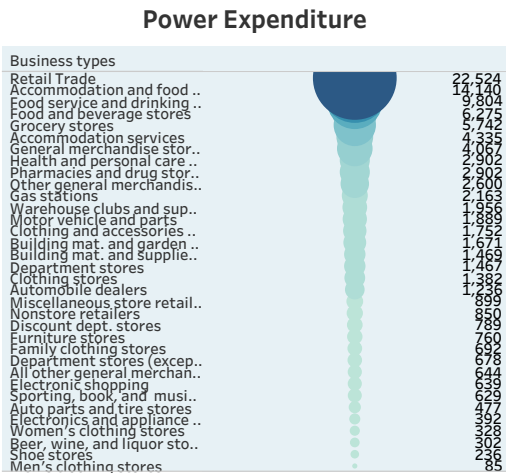 Power Expenditure
Business types
Retail Trade 22,524
Accommodation and food .. 14,140
Food service and drinking .. 9,804
Food and beverage stores 6,275
Grocery stores 5,742
Accommodation services 4,335
General merchandise stor.. 4,067
Health and personal care .. 2,902
Pharmacies and drug stor.. 2,902
Other general merchandis.. 2,600
Gas stations 2,163
Warehouse clubs and sup.. 1,956
Motor vehicle and parts 1,889
Clothing and accessories .. 1,752
Building mat. and garden .. 1,671
Building mat. and supplie.. 1,469
Department stores 1,467
Clothing stores 1,382
Automobile dealers 1,236
Miscellaneous store retail.. 899
Nonstore retailers 850
Discount dept. stores 789
Furniture stores 760
Family clothing stores 692
Department stores (excep.. 678
All other general merchan.. 644
Electronic shopping 639
Sporting, book, and musi.. 629
Auto parts and tire stores 477
Electronics and appliance .. 392
Women's clothing stores 328
Beer, wine, and liquor sto.. 302
Shoe stores 236
Men's clothing stores 85